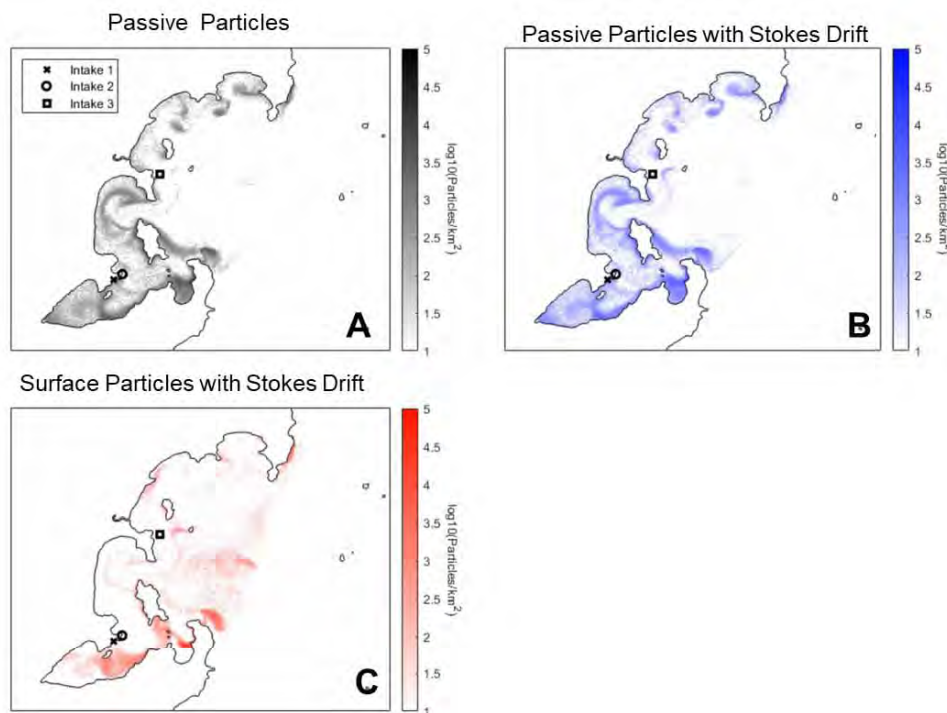 Passive Particles
Intake 1
Intake 2
Intake 3
5
4.5
4
3.5
3
2.5
2
1.5
1
log10(Particles/km²)
A
Passive Particles with Stokes Drift
5
4.5
4
3.5
3
2.5
2
1.5
1
log10(Particles/km²)
B
Surface Particles with Stokes Drift
5
4.5
4
3.5
3
2.5
2
1.5
1
log10(Particles/km²)
C